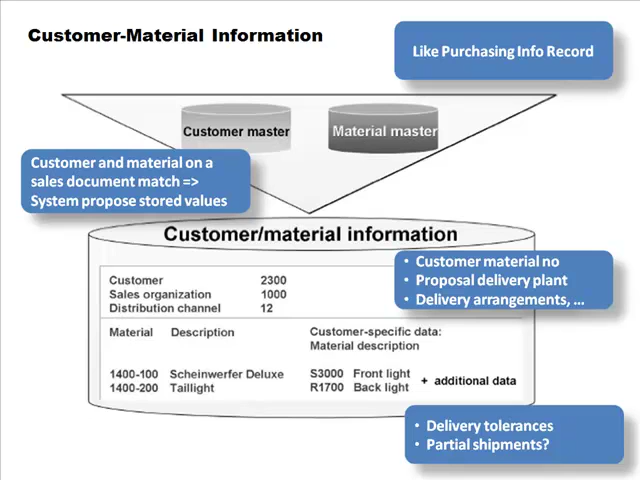 Customer-Material Information
Like Purchasing Info Record
Customer master
Material master
Customer and material on a
sales document match =>
System propose stored values
Customer/material information
• Customer material no
• Proposal delivery plant
• Delivery arrangements, ...
Customer 2300
Sales organization 1000
Distribution channel 12
Material Description Customer-specific data:
Material description
1400-100 Scheinwerfer Deluxe S3000 Front light
1400-200 Taillight R1700 Back light
+ additional data
• Delivery tolerances
• Partial shipments?